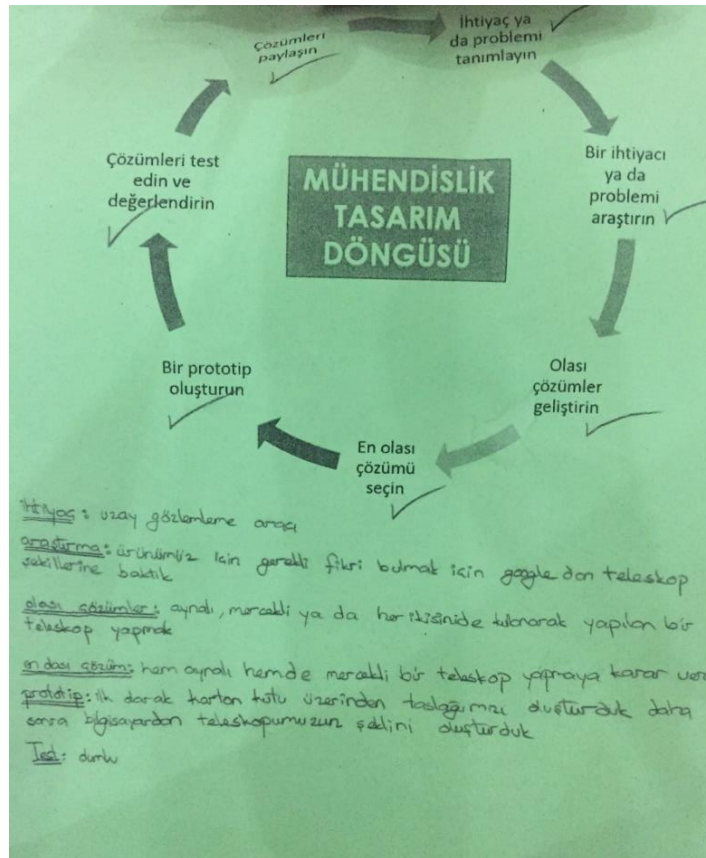 Çözümleri
paylaşın
İhtiyaç ya
da problemi
tanımlayın
Bir ihtiyacı
ya da
problemi
araştırın
Olası
çözümler
geliştirin
En olası
çözümü
seçin
Bir prototip
oluşturun
Çözümleri test
edin ve
değerlendirin
MÜHENDİSLİK
TASARIM
DÖNGÜSÜ
ihtiyaç: uzay gözlemleme aracı
araştırma: ürünümüz için gerekli fikri bulmak için google dan teleskop
şekillerine baktık
olası çözümler: aynalı, mercekli ya da her ikisinide kullanarak yapılan bir
teleskop yapmak
en olası çözüm: hem aynalı hemde mercekli bir teleskop yapmaya karar
prototip: ilk olarak karton kutu üzerinden taslağımızı oluşturduk daha
sonra bilgisayardan teleskopumuzun şeklini oluşturduk
Test: